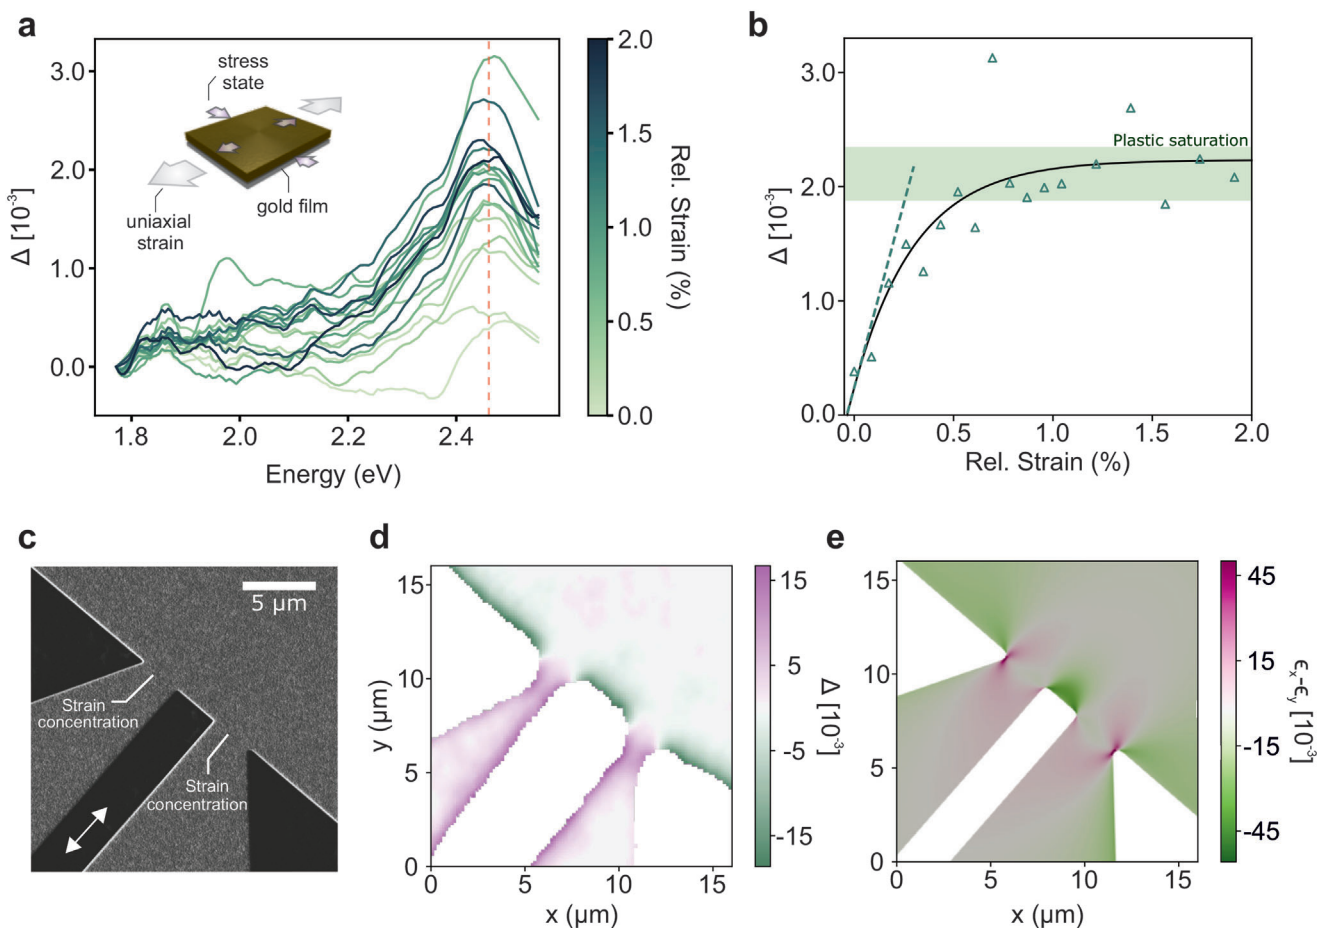 a
3.0
2.0
1.0
0.0
Δ [10⁻³]
1.8
2.0
2.2
2.4
Energy (eV)
stress
state
uniaxial
strain
gold film
2.0
1.5
1.0
0.5
0.0
Rel. Strain (%)
b
3.0
2.0
1.0
0.0
Δ [10⁻³]
Plastic saturation
0.0
0.5
1.0
1.5
2.0
Rel. Strain (%)
c
5 μm
Strain
concentration
Strain
concentration
d
15
10
5
0
y (μm)
0
5
10
15
x (μm)
15
5
-5
-15
Δ [10⁻³]
e
15
10
5
0
0
5
10
15
x (μm)
45
15
-15
-45
ϵₓ-ϵᵧ [10⁻³]